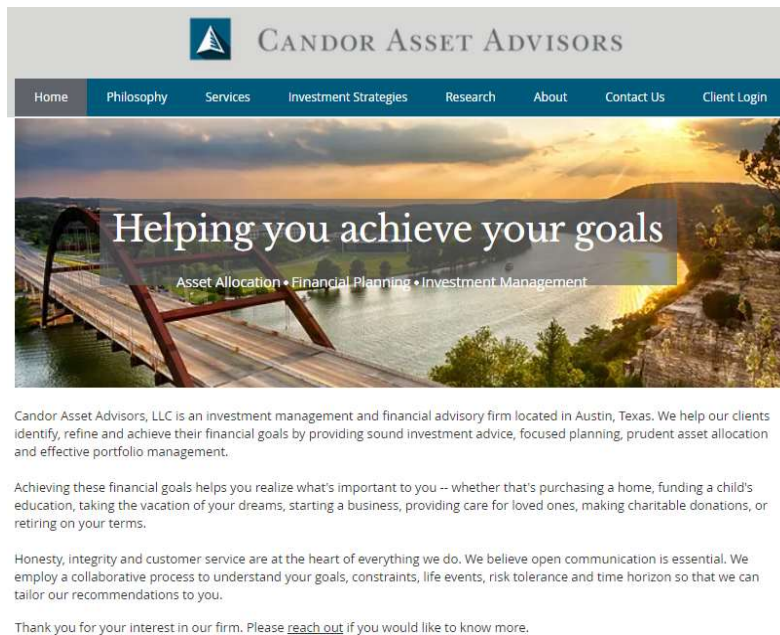 CANDOR ASSET ADVISORS
Home Philosophy Services Investment Strategies Research About Contact Us Client Login
Helping you achieve your goals
Asset Allocation • Financial Planning • Investment Management
Candor Asset Advisors, LLC is an investment management and financial advisory firm located in Austin, Texas. We help our clients
identify, refine and achieve their financial goals by providing sound investment advice, focused planning, prudent asset allocation
and effective portfolio management.
Achieving these financial goals helps you realize what's important to you -- whether that's purchasing a home, funding a child's
education, taking the vacation of your dreams, starting a business, providing care for loved ones, making charitable donations, or
retiring on your terms.
Honesty, integrity and customer service are at the heart of everything we do. We believe open communication is essential. We
employ a collaborative process to understand your goals, constraints, life events, risk tolerance and time horizon so that we can
tailor our recommendations to you.
Thank you for your interest in our firm. Please reach out if you would like to know more.